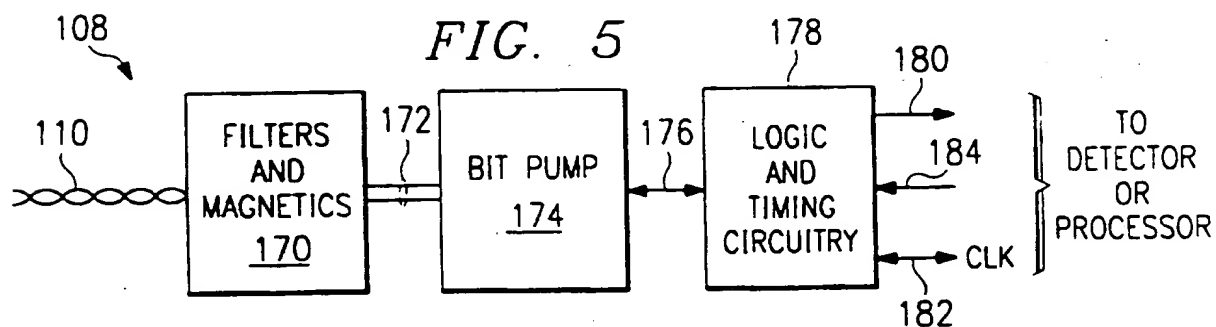 FIG. 5
108
110
FILTERS
AND
MAGNETICS
170
172
BIT PUMP
174
176
178
LOGIC
AND
TIMING
CIRCUITRY
180
184
CLK
182
TO
DETECTOR
OR
PROCESSOR